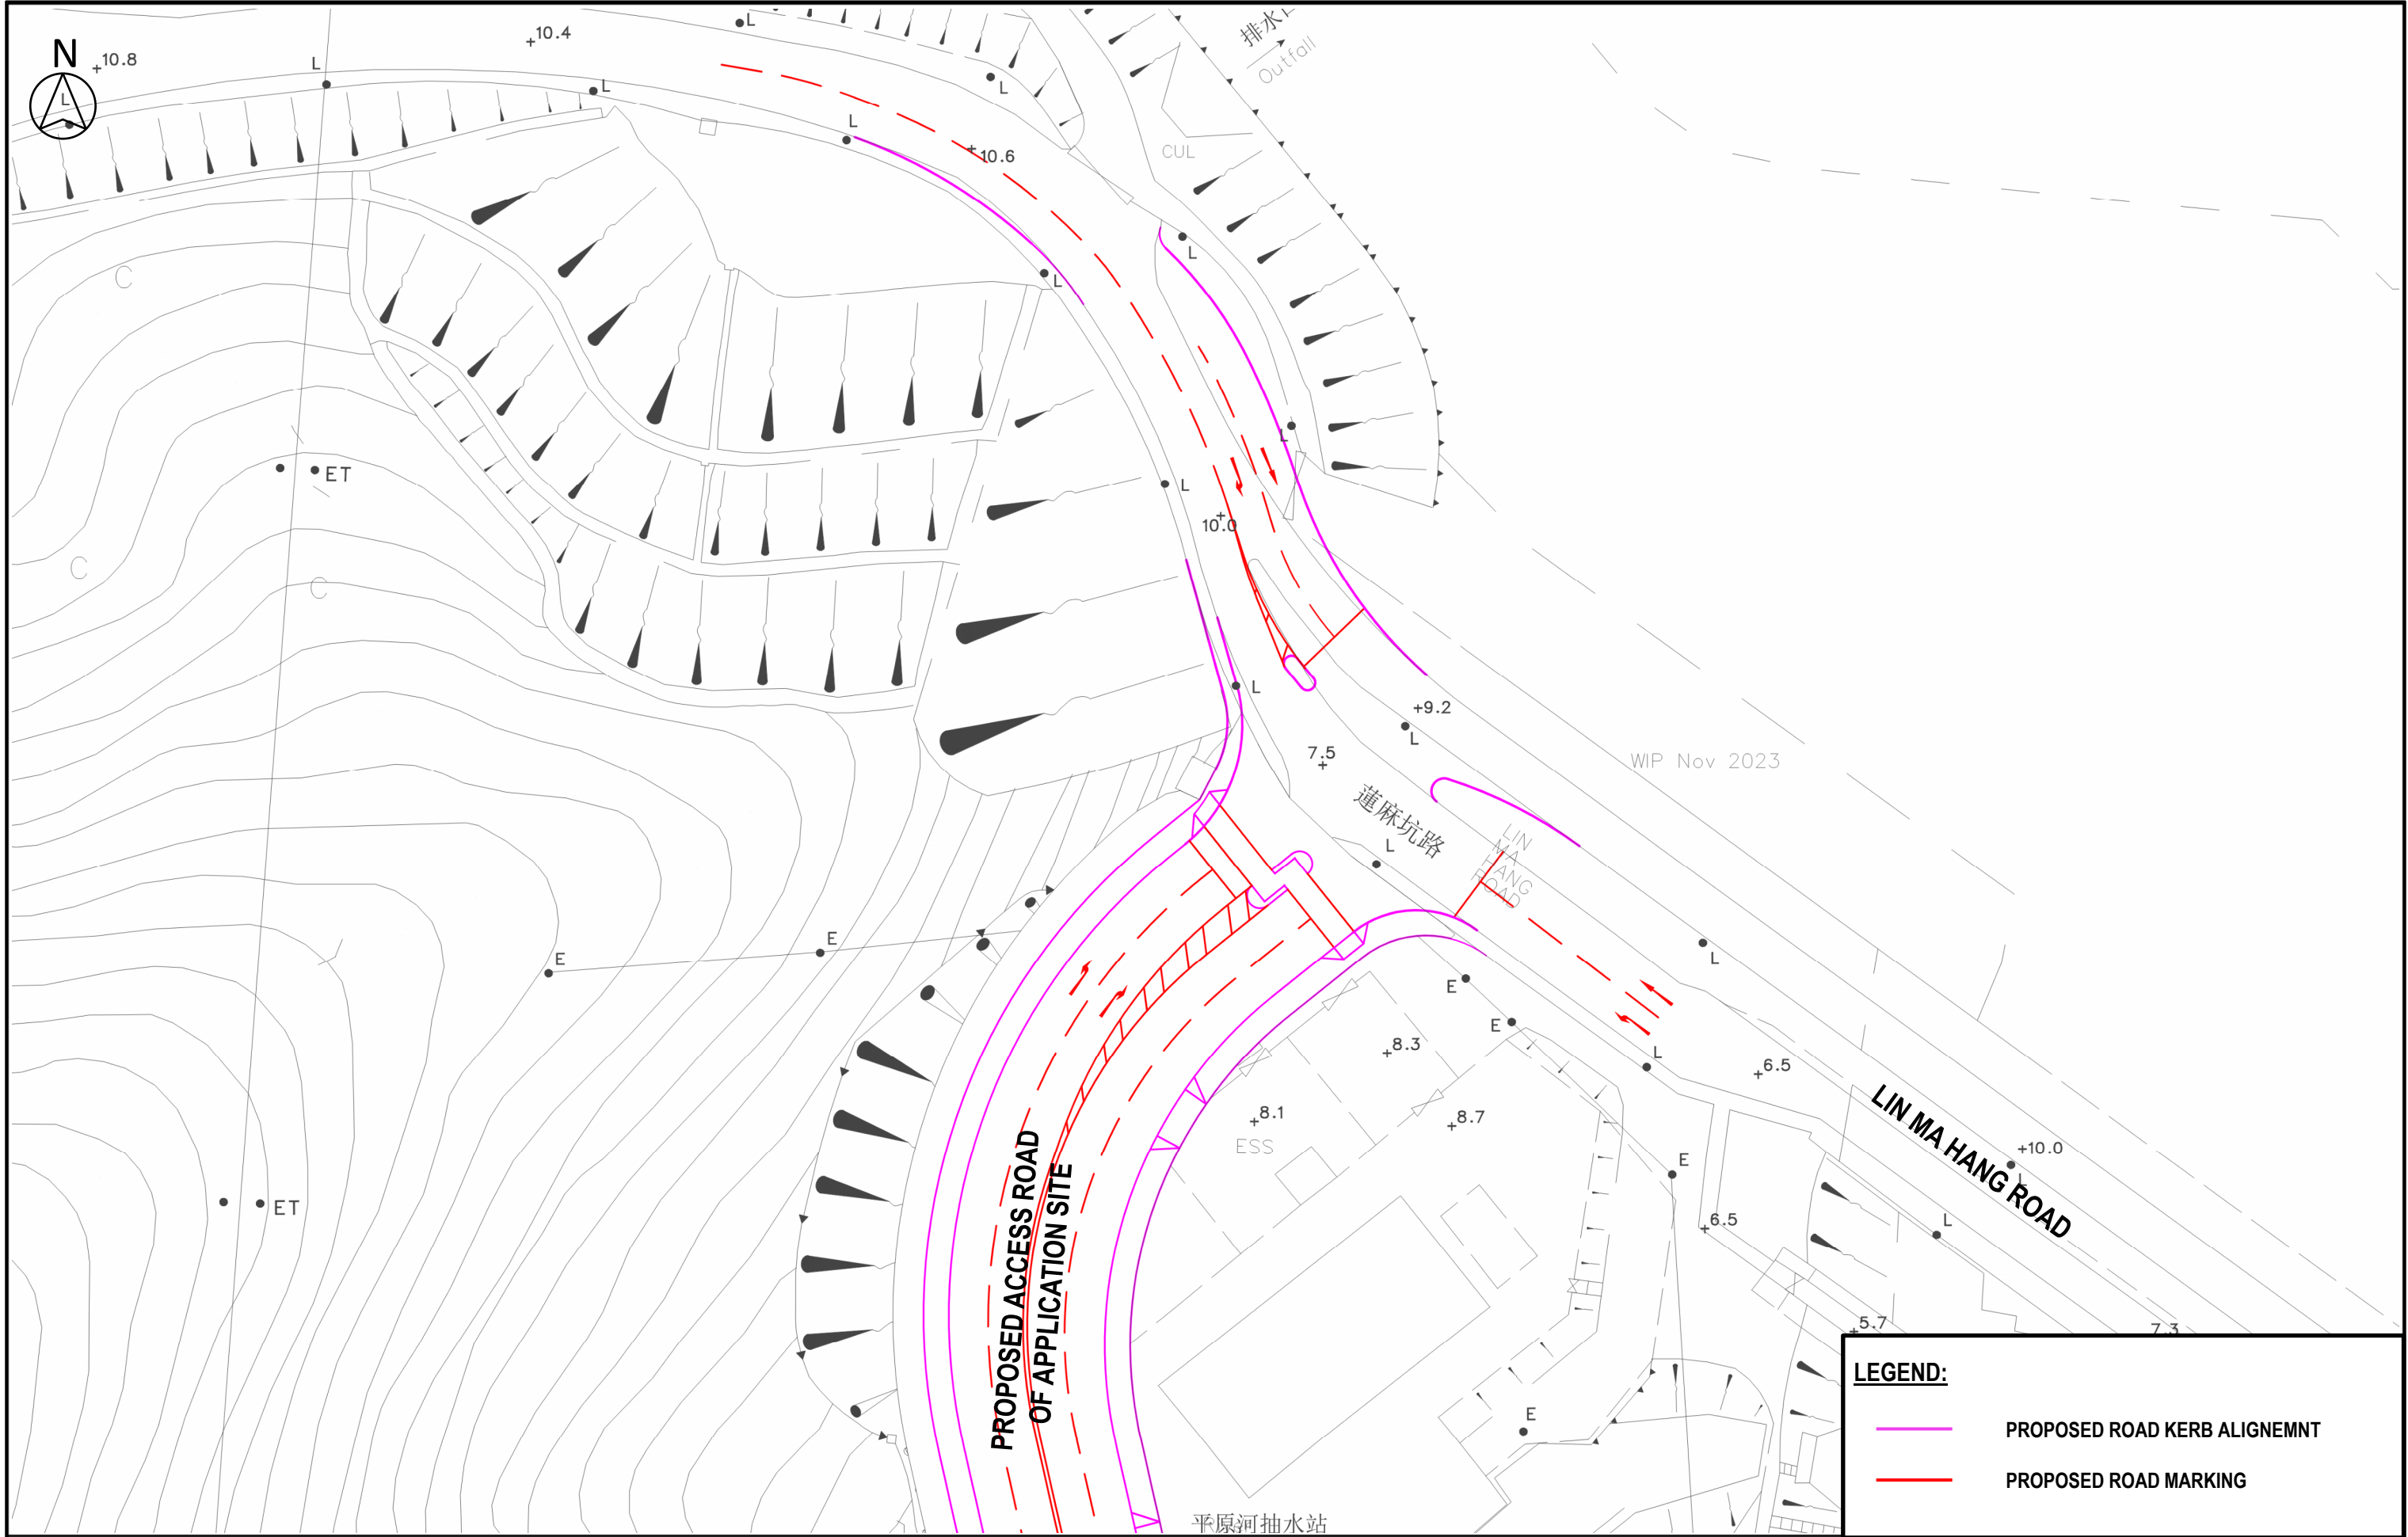 N
L
+10.8
+10.4
L
L
L
L
L
排水
Outfall
+10.6
CUL
L
L
C
ET
L
L
10.0
C
C
L
+9.2
L
7.5
WIP Nov 2023
蓮麻坑路
LIN
MA
HANG
ROAD
L
E
E
L
E
E
+8.3
L
+6.5
+8.1
+8.7
ESS
LIN MA HANG ROAD
+10.0
L
E
ET
+6.5
L
PROPOSED ACCESS ROAD
OF APPLICATION SITE
+5.7
7.3
E
平原河抽水站
LEGEND:
PROPOSED ROAD KERB ALIGNEMNT
PROPOSED ROAD MARKING